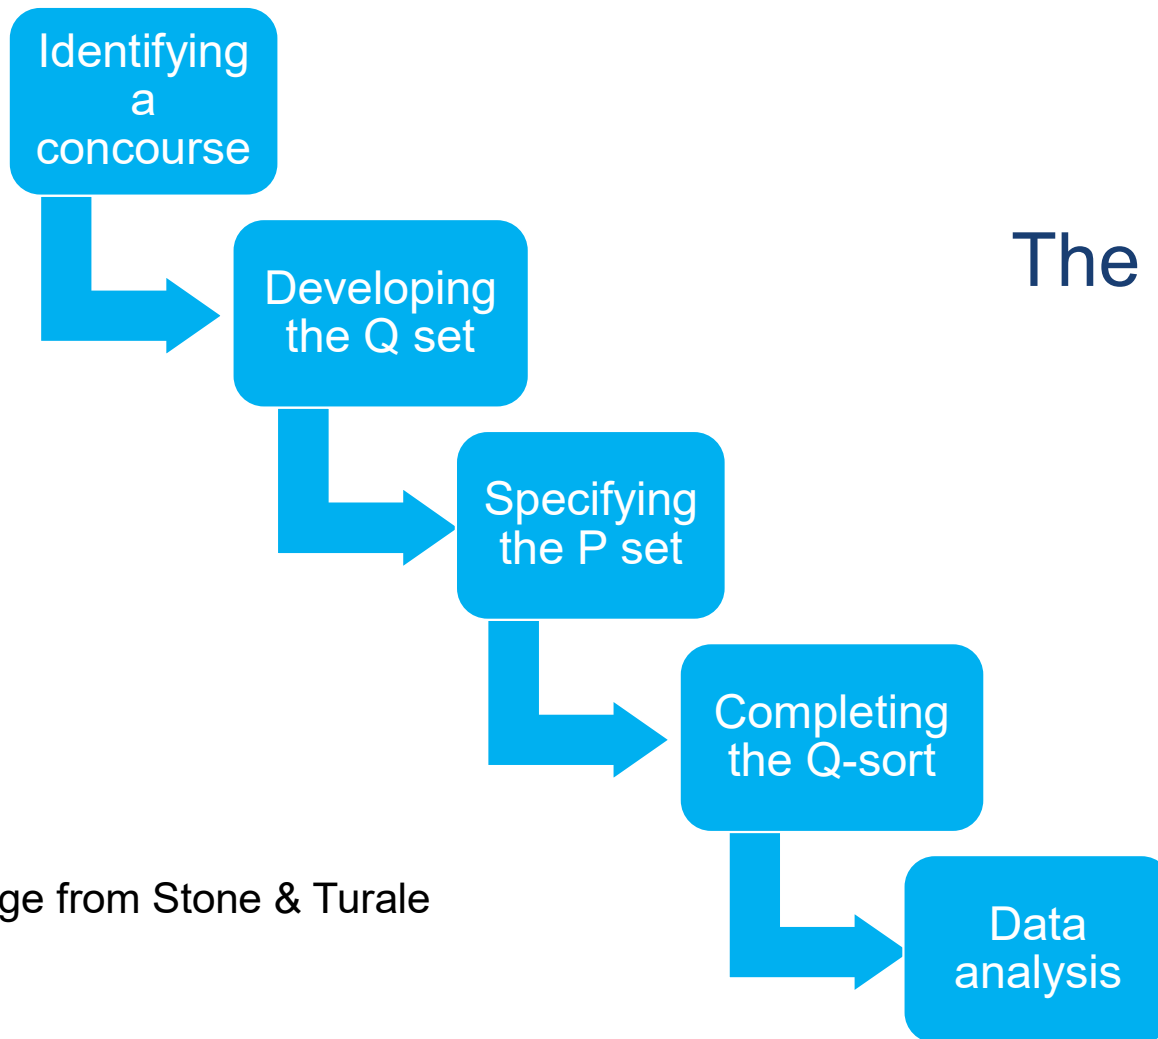 Identifying
a
concourse
The
Developing
the Q set
Specifying
the P set
Completing
the Q-sort
ge from Stone & Turale
Data
analysis